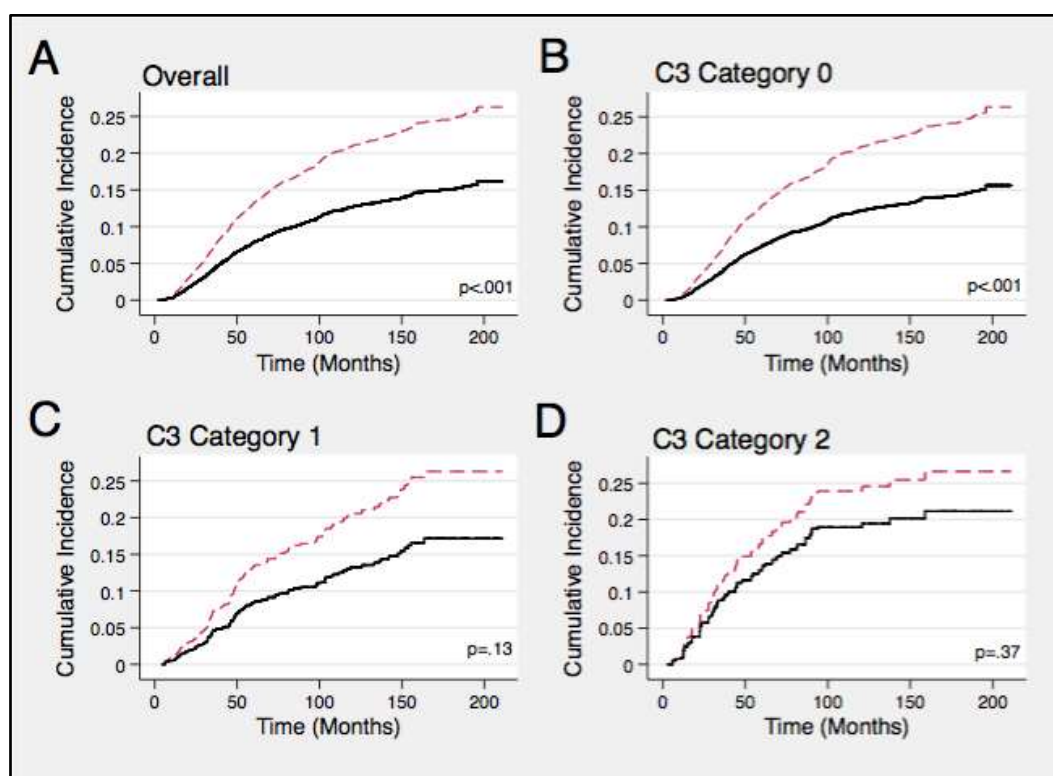 A
Overall
Cumulative Incidence
0.25
0.2
0.15
0.1
0.05
0
p<.001
0 50 100 150 200
Time (Months)
B
C3 Category 0
Cumulative Incidence
0.25
0.2
0.15
0.1
0.05
0
p<.001
0 50 100 150 200
Time (Months)
C
C3 Category 1
Cumulative Incidence
0.25
0.2
0.15
0.1
0.05
0
p=.13
0 50 100 150 200
Time (Months)
D
C3 Category 2
Cumulative Incidence
0.25
0.2
0.15
0.1
0.05
0
p=.37
0 50 100 150 200
Time (Months)